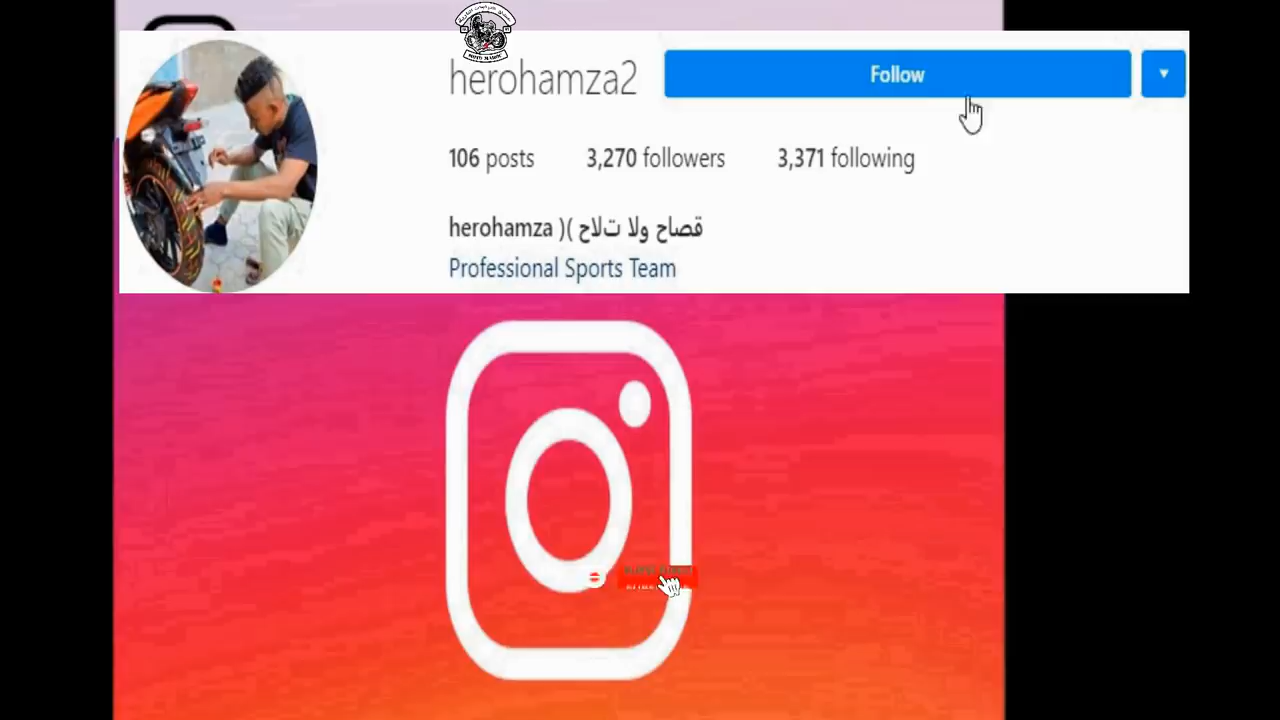 herohamza2
Follow
106 posts 3,270 followers 3,371 following
herohamza )( قصاح ولا تلاح
Professional Sports Team